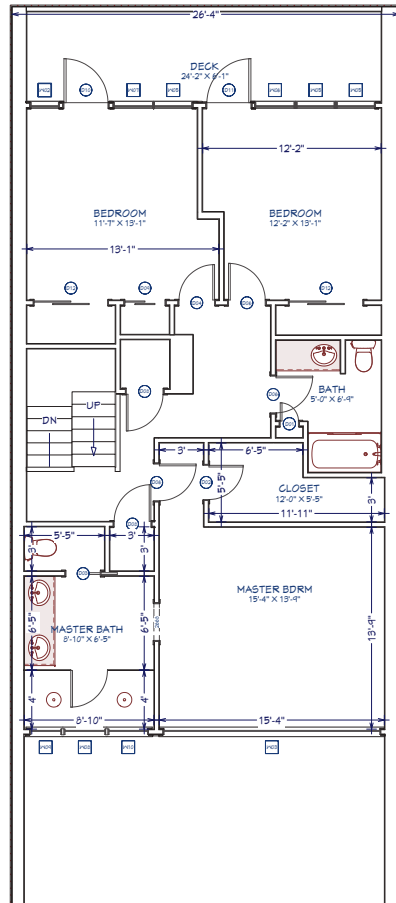 26'-4"
DECK
24'-2" X 6'-1"
12'-2"
BEDROOM
11'-7" X 13'-1"
BEDROOM
12'-2" X 13'-1"
13'-1"
BATH
5'-0" X 6'-9"
UP
DN
3'
6'-5"
5'-5"
CLOSET
12'-0" X 5'-5"
3'
11'-11"
5'-5"
3'
3'
3'
MASTER BDRM
15'-4" X 13'-9"
6'-5"
MASTER BATH
8'-10" X 6'-5"
6'-5"
13'-9"
4'
4'
8'-10"
15'-4"